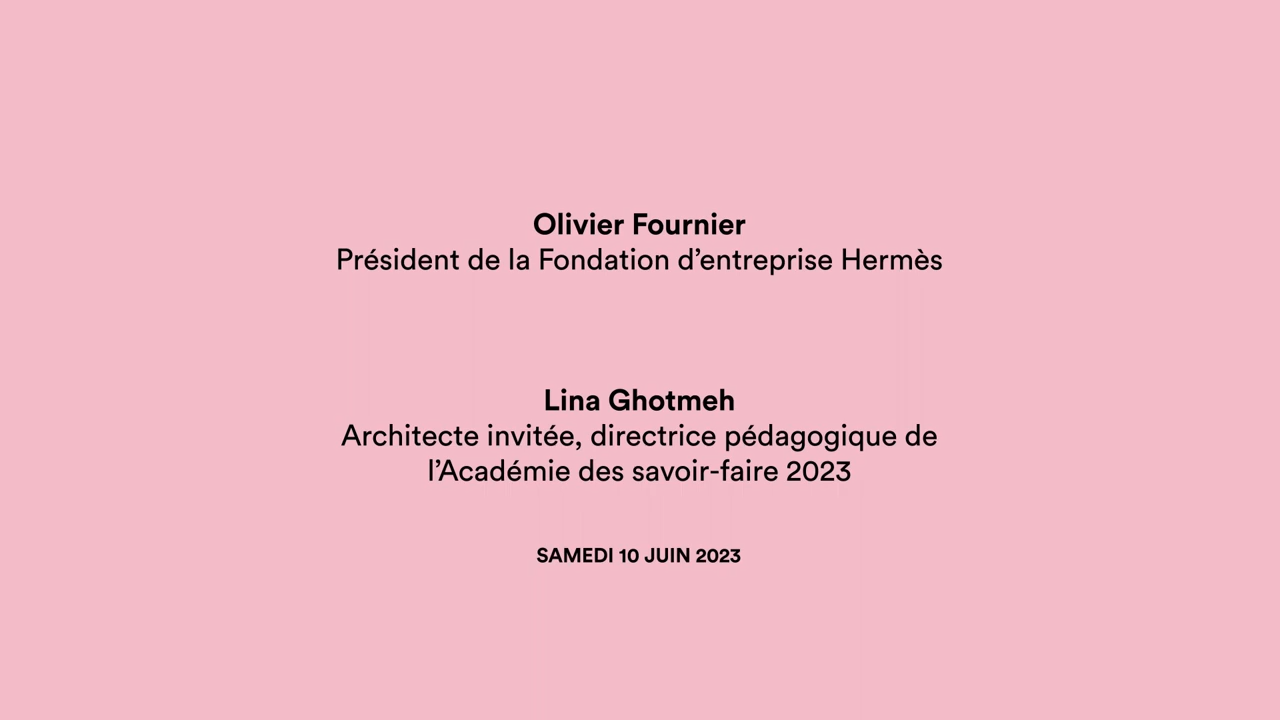 Olivier Fournier
Président de la Fondation d’entreprise Hermès
Lina Ghotmeh
Architecte invitée, directrice pédagogique de
l’Académie des savoir-faire 2023
SAMEDI 10 JUIN 2023